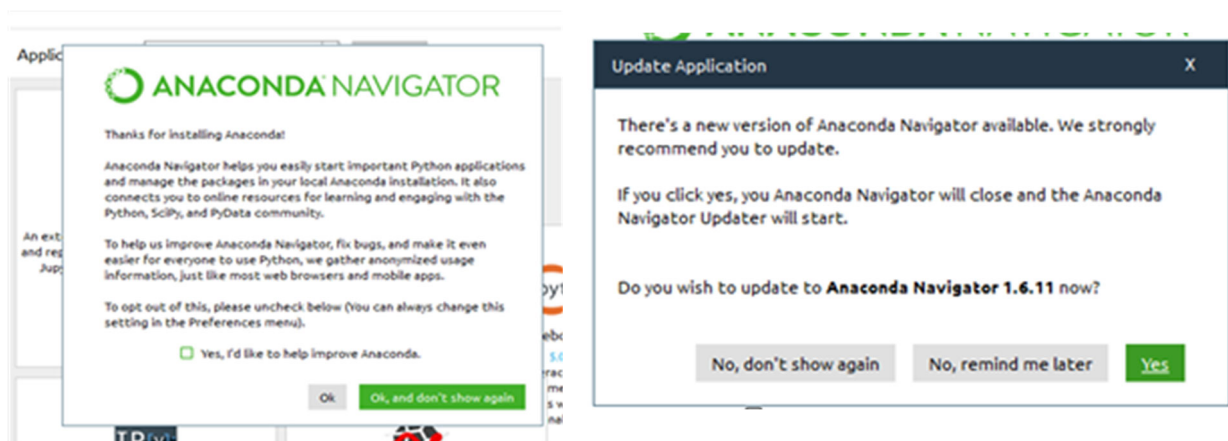 Applic
ANACONDA NAVIGATOR
Thanks for installing Anaconda!
Anaconda Navigator helps you easily start important Python applications
and manage the packages in your local Anaconda installation. It also
connects you to online resources for learning and engaging with the
Python, SciPy, and PyData community.
To help us improve Anaconda Navigator, fix bugs, and make it even
easier for everyone to use Python, we gather anonymized usage
information, just like most web browsers and mobile apps.
To opt out of this, please uncheck below (You can always change this
setting in the Preferences menu).
Yes, I'd like to help improve Anaconda.
Ok
Ok, and don't show again
An ext
and rep
Jup
Update Application
X
There's a new version of Anaconda Navigator available. We strongly
recommend you to update.
If you click yes, you Anaconda Navigator will close and the Anaconda
Navigator Updater will start.
Do you wish to update to Anaconda Navigator 1.6.11 now?
No, don't show again
No, remind me later
Yes